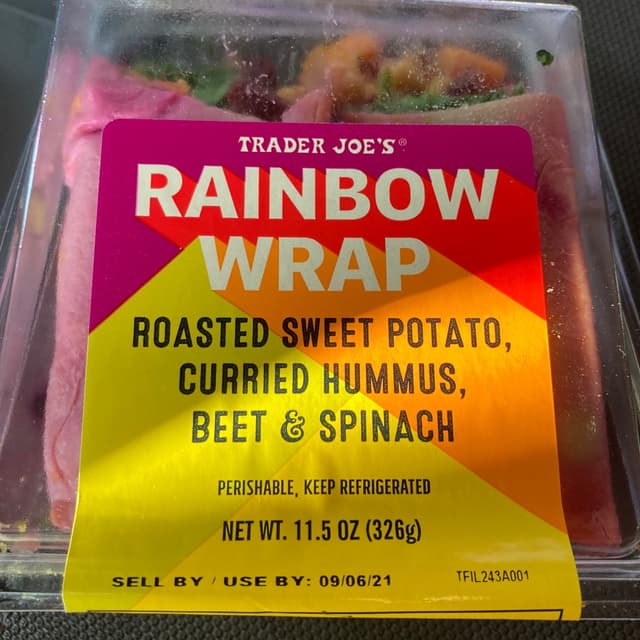 TRADER JOE'S®
RAINBOW
WRAP
ROASTED SWEET POTATO,
CURRIED HUMMUS,
BEET & SPINACH
PERISHABLE, KEEP REFRIGERATED
NET WT. 11.5 OZ (326g)
SELL BY / USE BY: 09/06/21 TFIL243A001